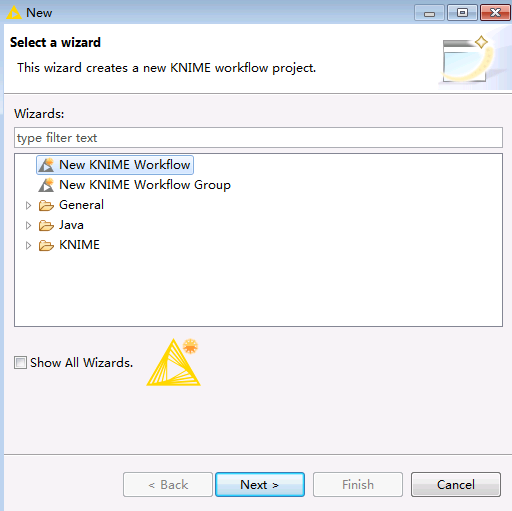 New
Select a wizard
This wizard creates a new KNIME workflow project.
Wizards:
type filter text
New KNIME Workflow
New KNIME Workflow Group
General
Java
KNIME
Show All Wizards.
< Back Next > Finish Cancel